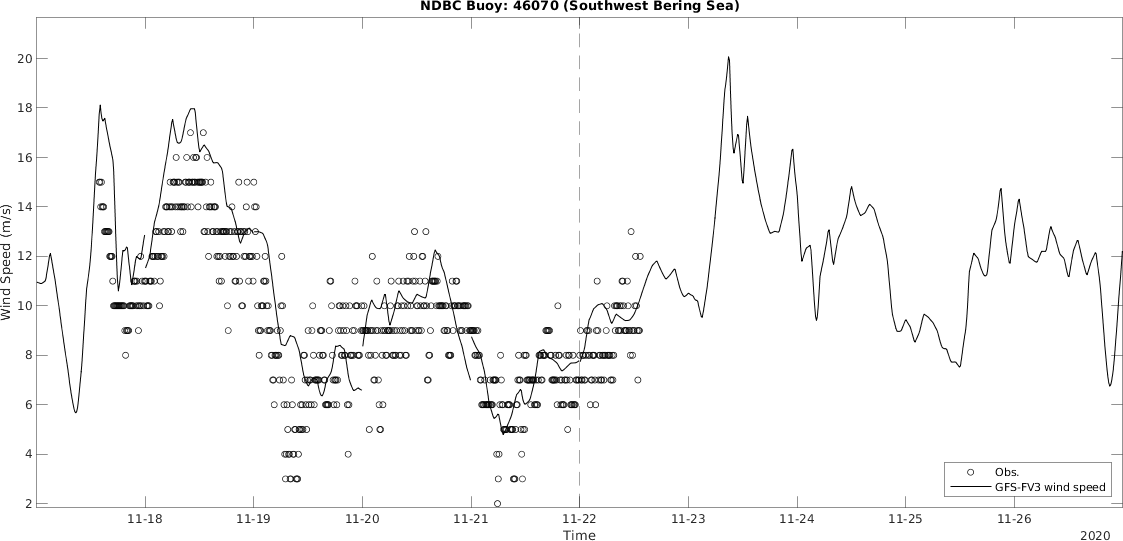 NDBC Buoy: 46070 (Southwest Bering Sea)
Wind Speed (m/s)
20
18
16
14
12
10
8
6
4
2
11-18 11-19 11-20 11-21 11-22 11-23 11-24 11-25 11-26
Time
2020
Obs.
GFS-FV3 wind speed